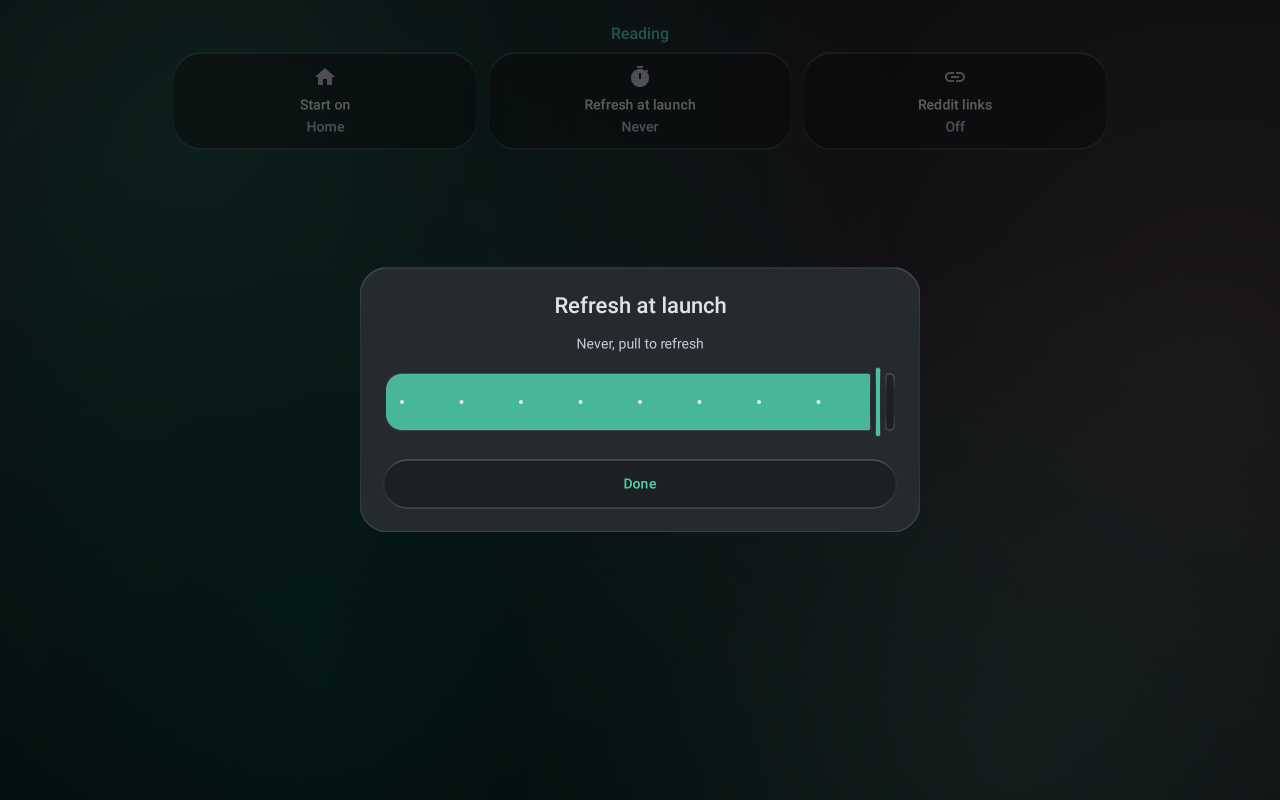 Reading
Start on
Home
Refresh at launch
Never
Reddit links
Off
Refresh at launch
Never, pull to refresh
Done